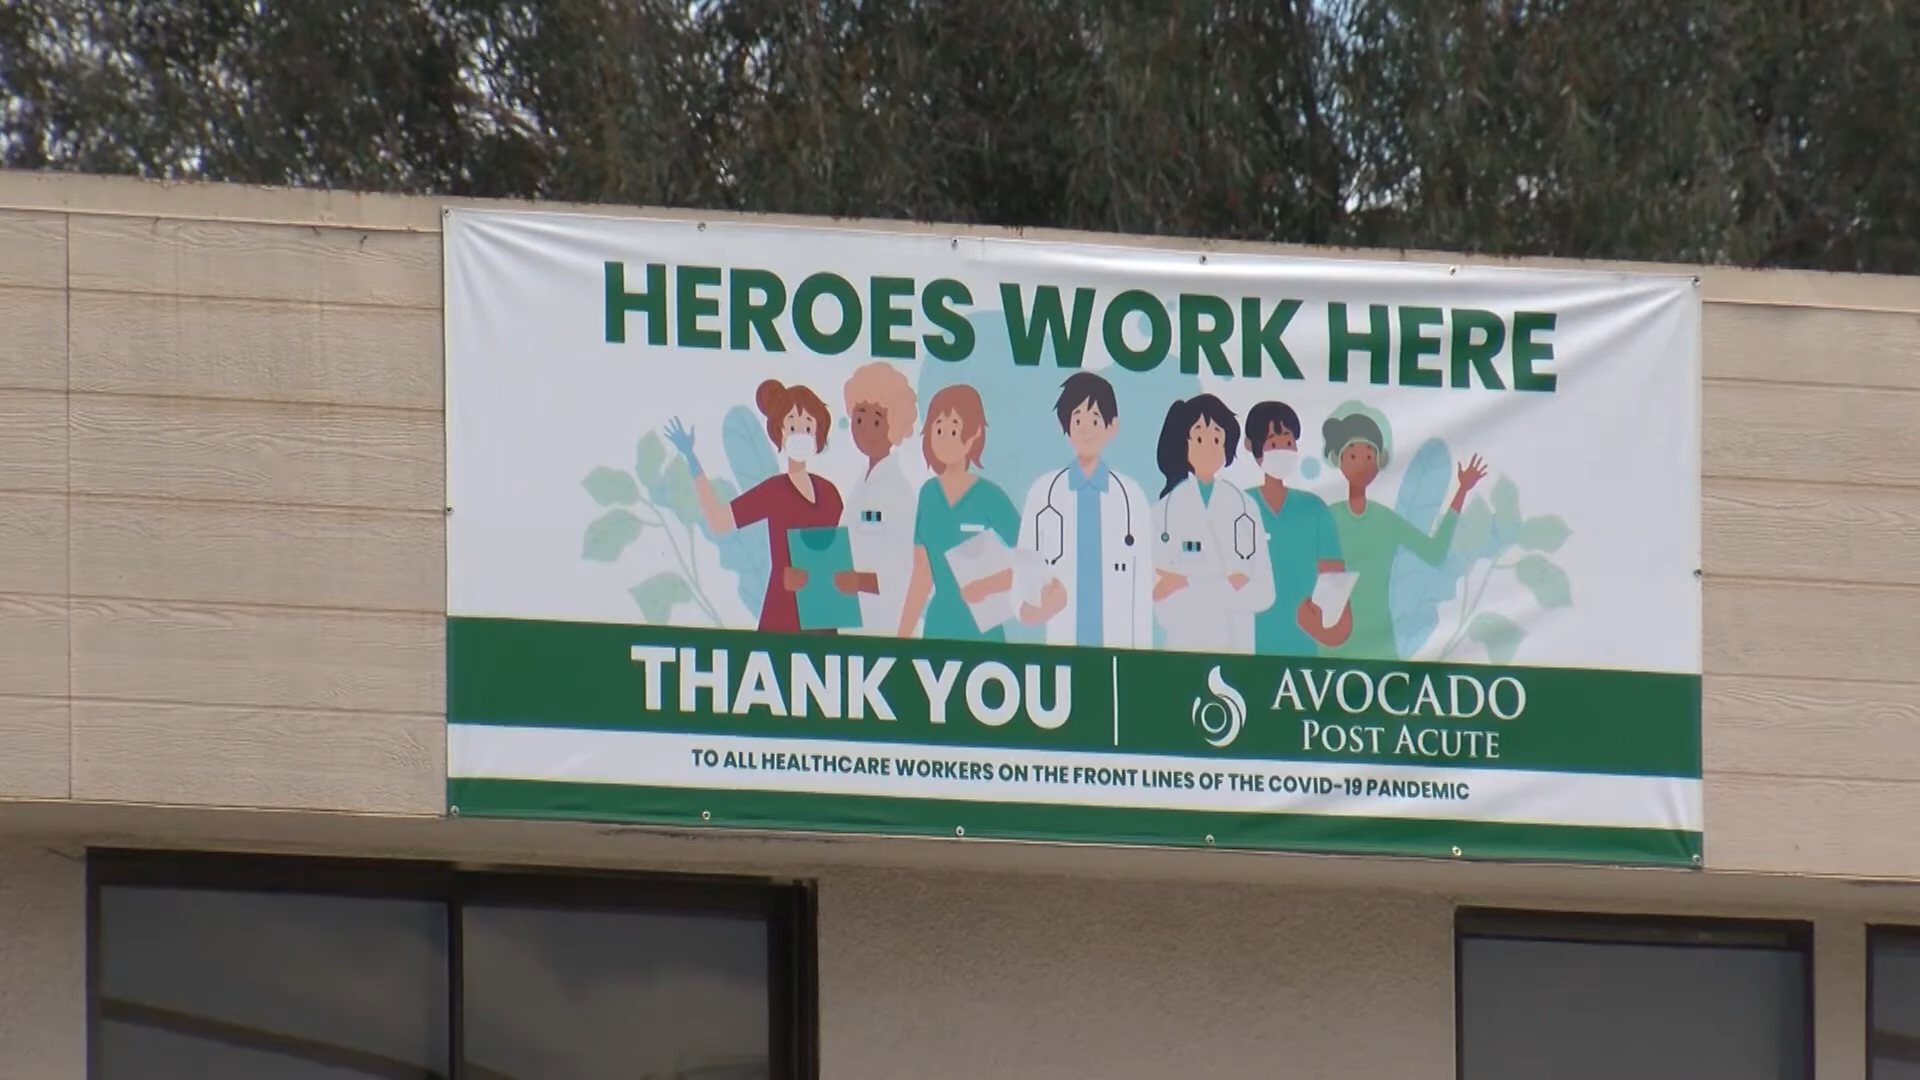 HEROES WORK HERE
THANK YOU
AVOCADO
POST ACUTE
TO ALL HEALTHCARE WORKERS ON THE FRONT LINES OF THE COVID-19 PANDEMIC